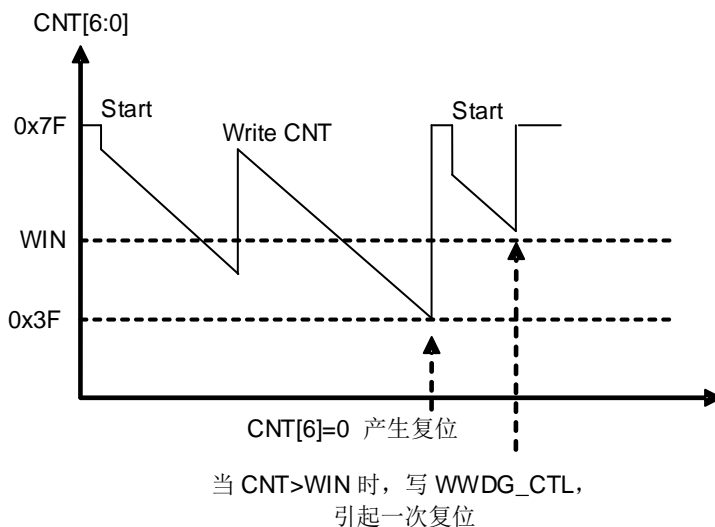 CNT[6:0]
Start
Start
0x7F
Write CNT
WIN
0x3F
CNT[6]=0 产生复位
当 CNT>WIN 时，写 WWDG_CTL，
引起一次复位